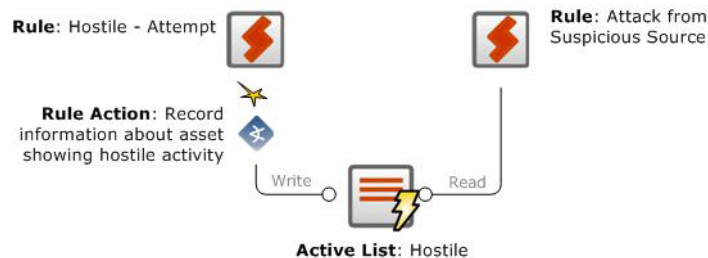 Rule: Hostile - Attempt
Rule: Attack from
Suspicious Source
Rule Action: Record
information about asset
showing hostile activity
Write
Read
Active List: Hostile